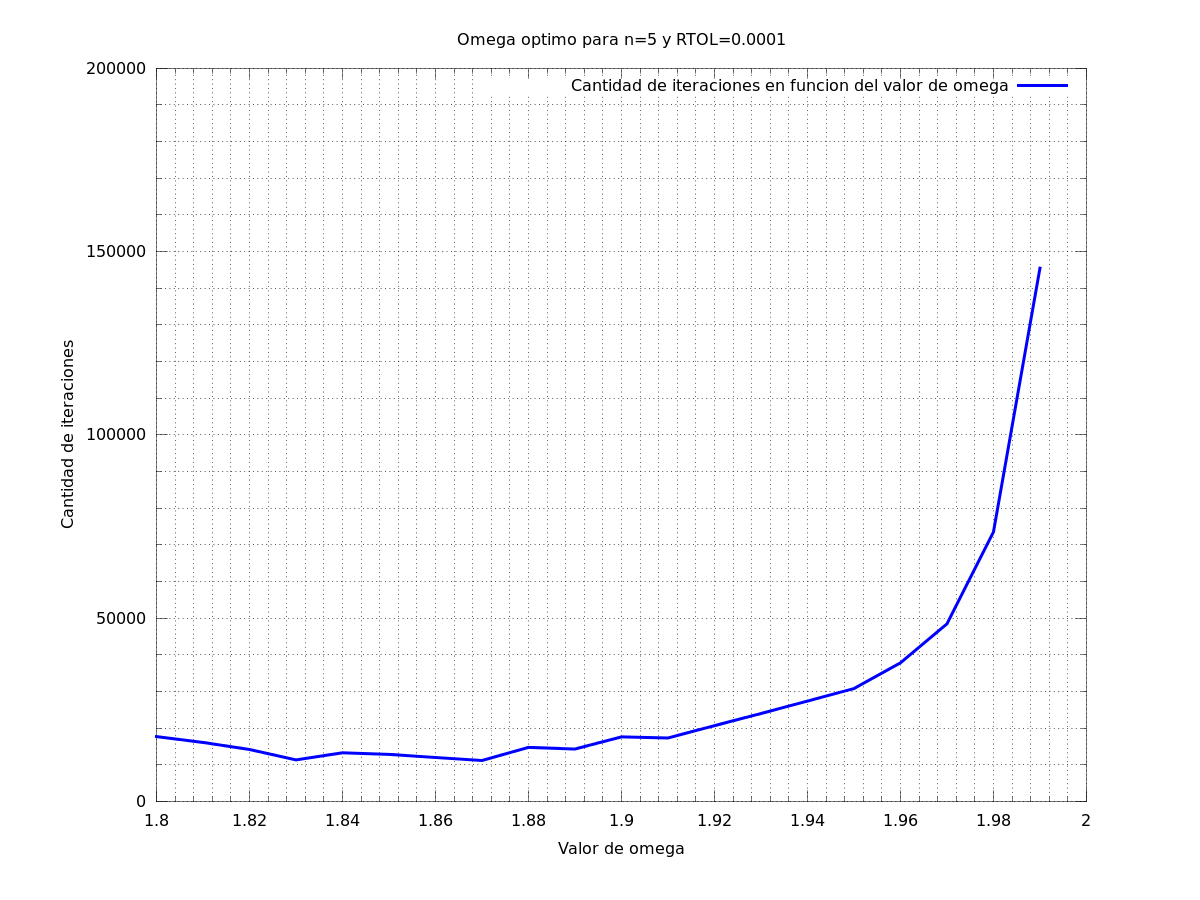 Omega optimo para n=5 y RTOL=0.0001
200000
Cantidad de iteraciones en funcion del valor de omega
150000
100000
50000
0
Cantidad de iteraciones
1.8 1.82 1.84 1.86 1.88 1.9 1.92 1.94 1.96 1.98 2
Valor de omega